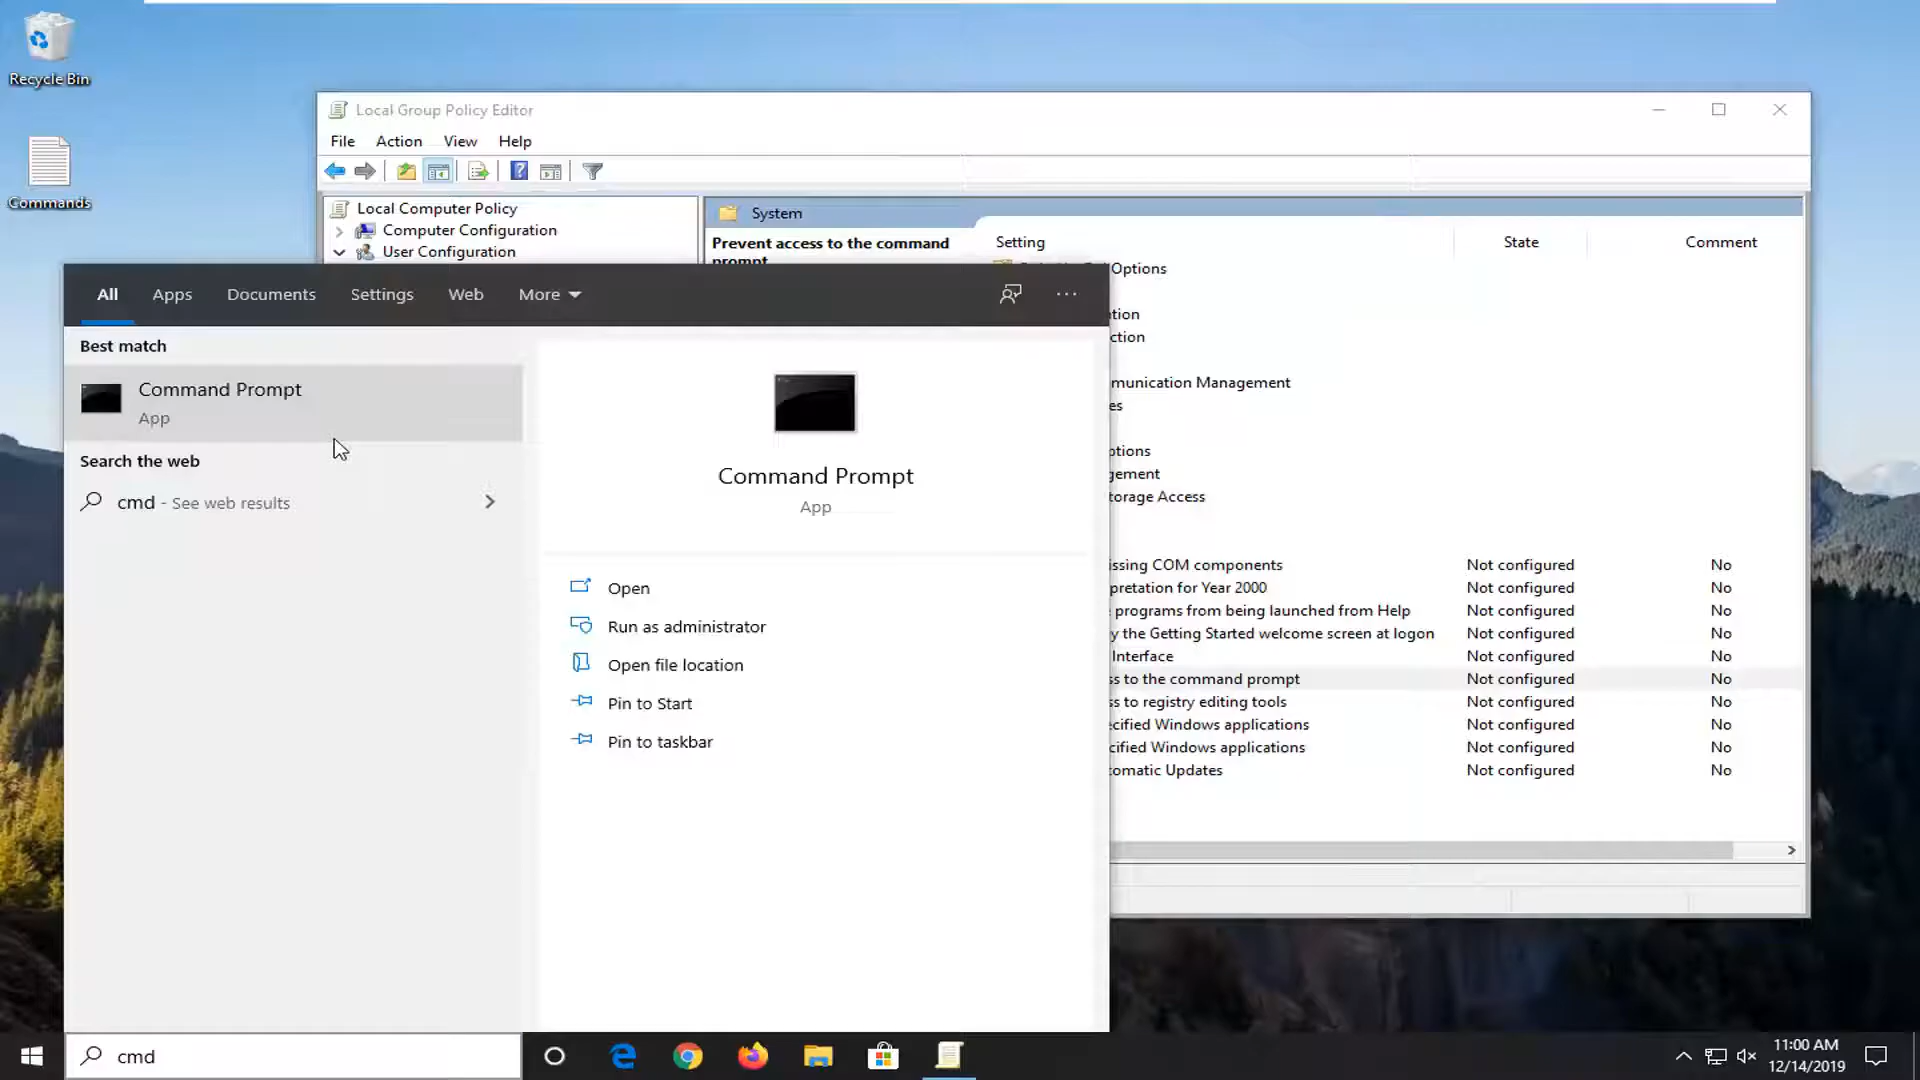 Recycle Bin
Commands
Local Group Policy Editor
File Action View Help
Local Computer Policy
Computer Configuration
User Configuration
System
Prevent access to the command
prompt
Setting State Comment
Options
All Apps Documents Settings Web More
Best match
Command Prompt
App
Search the web
cmd - See web results
Command Prompt
App
Open
Run as administrator
Open file location
Pin to Start
Pin to taskbar
tion
ction
munication Management
es
ptions
gement
torage Access
issing COM components Not configured No
pretation for Year 2000 Not configured No
programs from being launched from Help Not configured No
y the Getting Started welcome screen at logon Not configured No
Interface Not configured No
ss to the command prompt Not configured No
ss to registry editing tools Not configured No
ecified Windows applications Not configured No
cified Windows applications Not configured No
tomatic Updates Not configured No
cmd
11:00 AM
12/14/2019